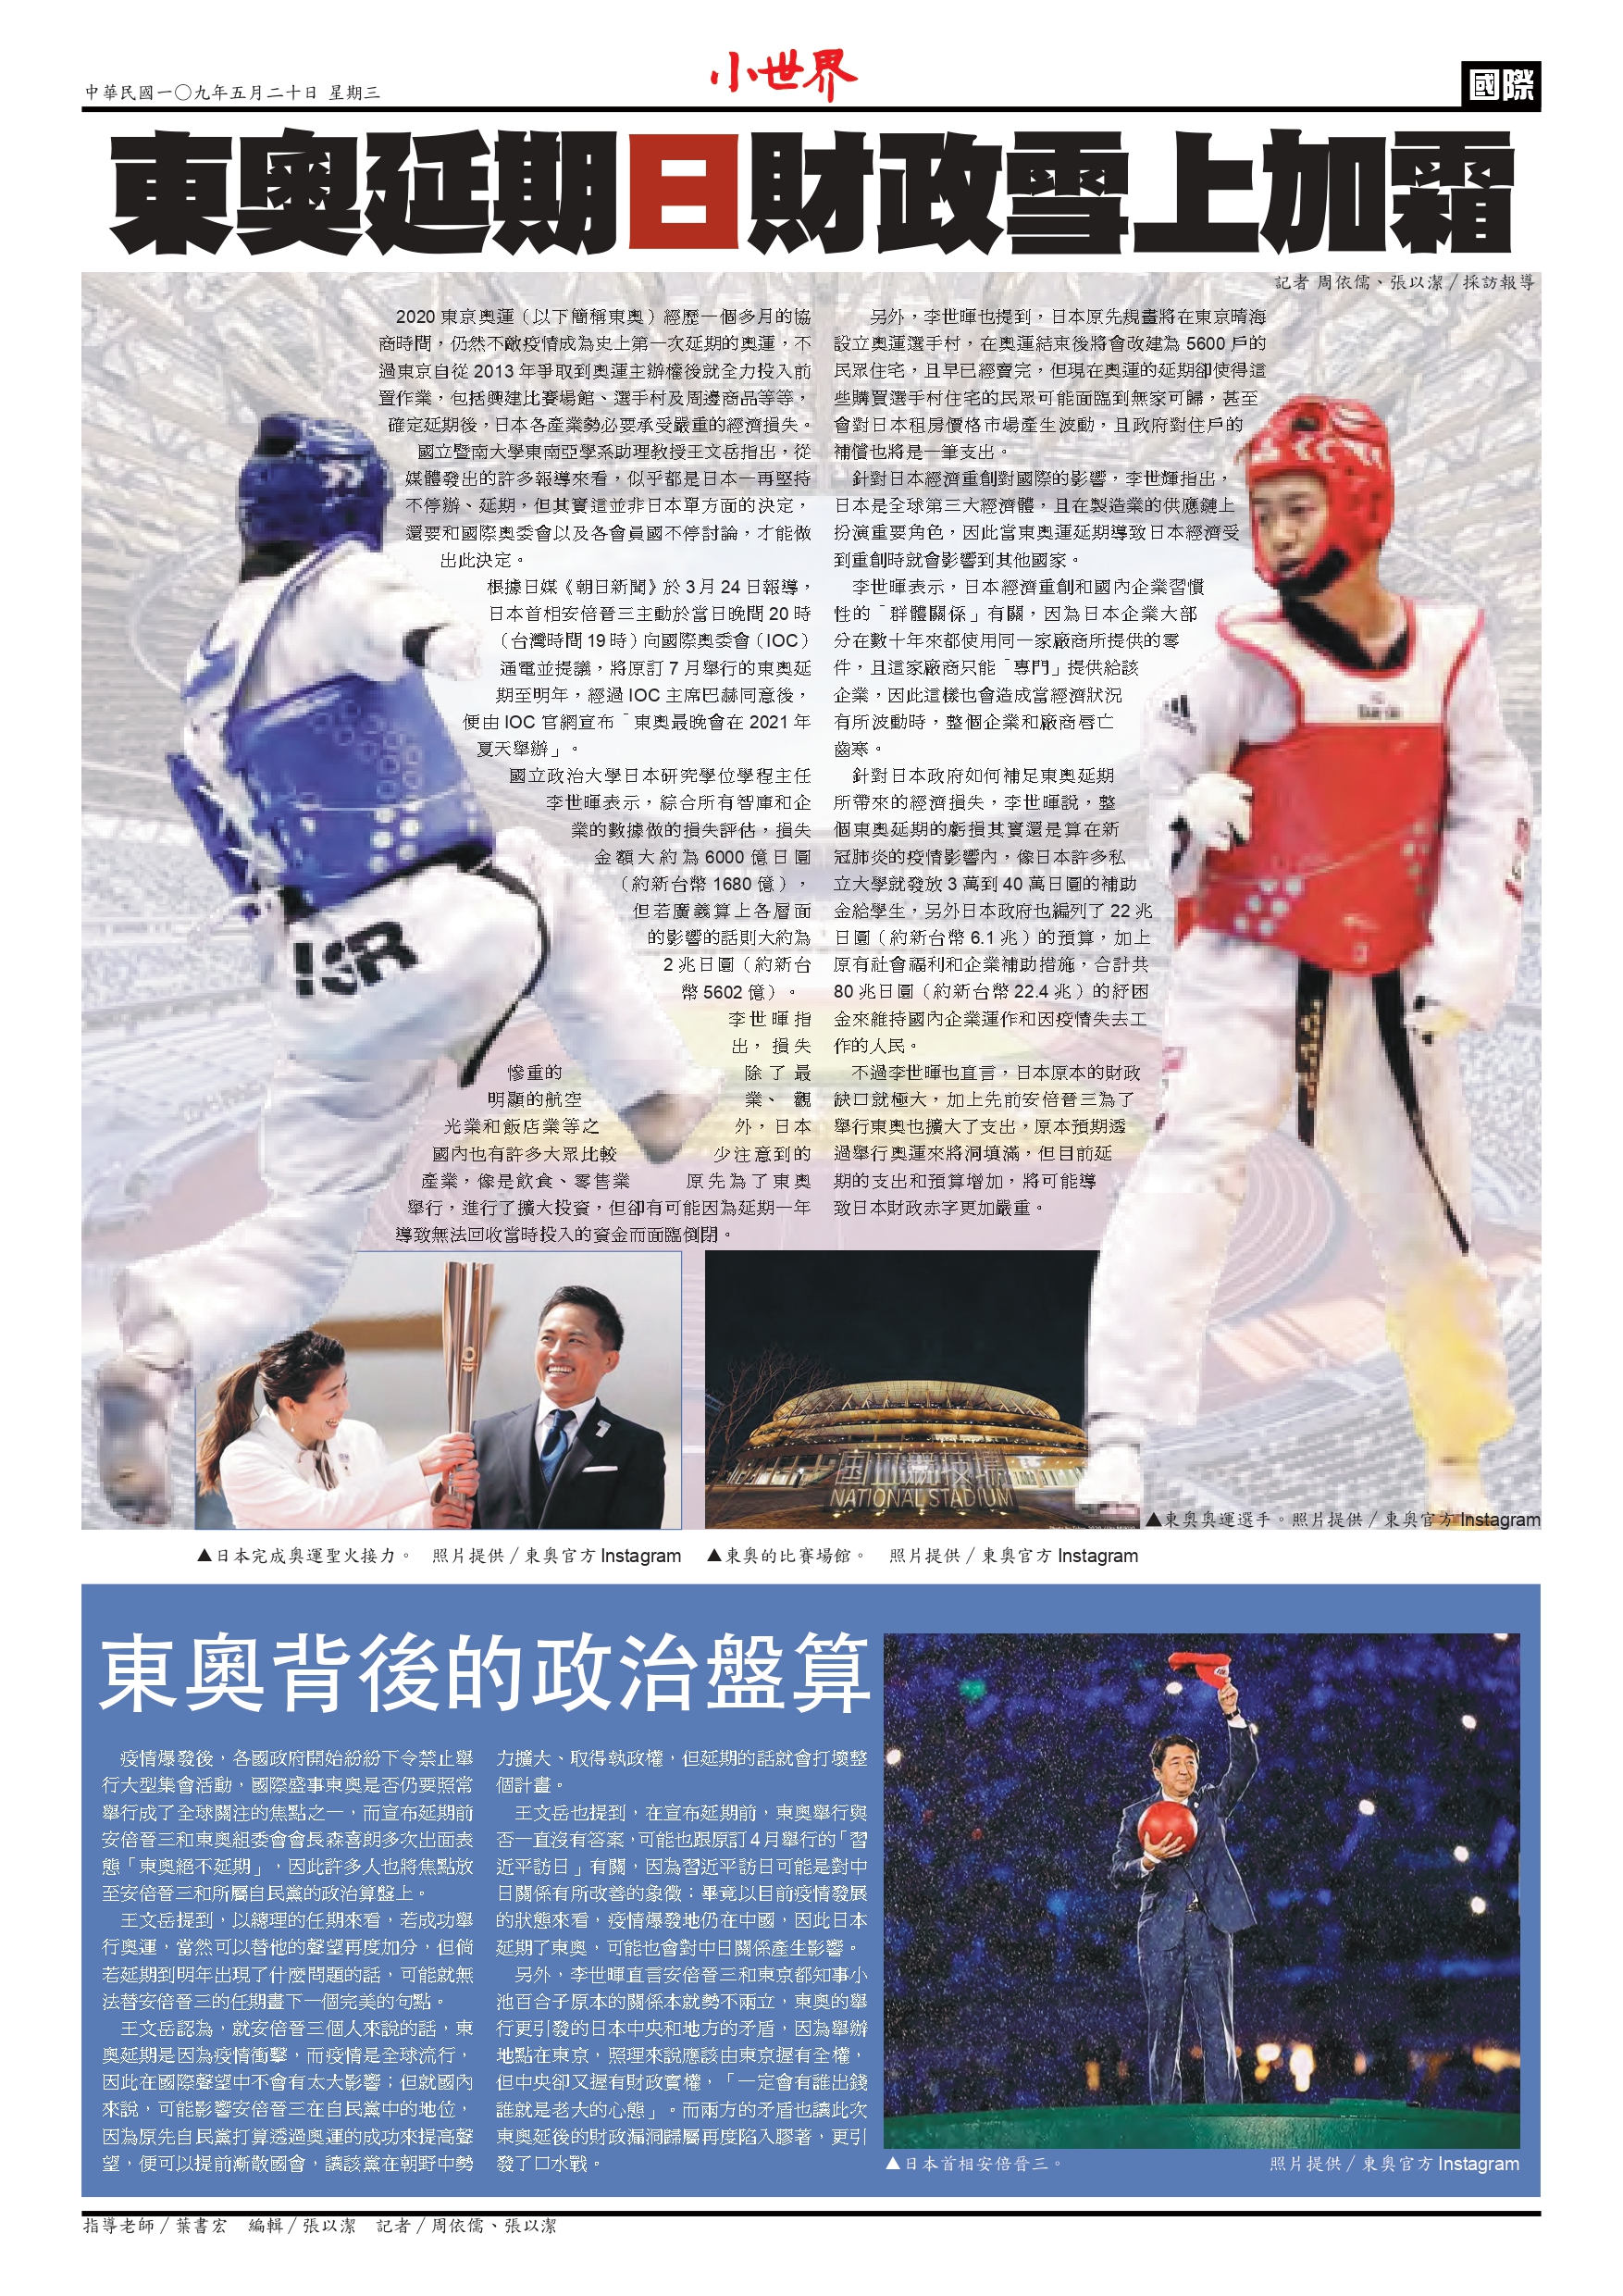 中華民國一〇九年五月二十日 星期三
小世界
國際
東奧延期日財政雪上加霜
記者 周依儒、張以潔／採訪報導
2020 東京奧運（以下簡稱東奧）經歷一個多月的協
商時間，仍然不敵疫情成為史上第一次延期的奧運，不
過東京自從 2013 年爭取到奧運主辦權後就全力投入前
置作業，包括興建比賽場館、選手村及周邊商品等等，
確定延期後，日本各產業勢必要承受嚴重的經濟損失。
國立暨南大學東南亞學系助理教授王文岳指出，從
媒體發出的許多報導來看，似乎都是日本一再堅持
不停辦、延期，但其實這並非日本單方面的決定，
還要和國際奧委會以及各會員國不停討論，才能做
出此決定。
根據日媒《朝日新聞》於 3 月 24 日報導，
日本首相安倍晉三主動於當日晚間 20 時
（台灣時間 19 時）向國際奧委會（IOC）
通電並提議，將原訂 7 月舉行的東奧延
期至明年，經過 IOC 主席巴赫同意後，
便由 IOC 官網宣布「東奧最晚會在 2021 年
夏天舉辦」。
國立政治大學日本研究學位學程主任
李世暉表示，綜合所有智庫和企
業的數據做的損失評估，損失
金額大約為 6000 億日圓
（約新台幣 1680 億），
但若廣義算上各層面
的影響的話則大約為
2 兆日圓（約新台
幣 5602 億）。
李世暉指
出，損失
慘重的 除了最
明顯的航空 業、觀
光業和飯店業等之 外，日本
國內也有許多大眾比較 少注意到的
產業，像是飲食、零售業 原先為了東奧
舉行，進行了擴大投資，但卻有可能因為延期一年
導致無法回收當時投入的資金而面臨倒閉。
另外，李世暉也提到，日本原先規畫將在東京晴海
設立奧運選手村，在奧運結束後將會改建為 5600 戶的
民眾住宅，且早已經賣完，但現在奧運的延期卻使得這
些購買選手村住宅的民眾可能面臨到無家可歸，甚至
會對日本租房價格市場產生波動，且政府對住戶的
補償也將是一筆支出。
針對日本經濟重創對國際的影響，李世輝指出，
日本是全球第三大經濟體，且在製造業的供應鏈上
扮演重要角色，因此當東奧運延期導致日本經濟受
到重創時就會影響到其他國家。
李世暉表示，日本經濟重創和國內企業習慣
性的「群體關係」有關，因為日本企業大部
分在數十年來都使用同一家廠商所提供的零
件，且這家廠商只能「專門」提供給該
企業，因此這樣也會造成當經濟狀況
有所波動時，整個企業和廠商唇亡
齒寒。
針對日本政府如何補足東奧延期
所帶來的經濟損失，李世暉說，整
個東奧延期的虧損其實還是算在新
冠肺炎的疫情影響內，像日本許多私
立大學就發放 3 萬到 40 萬日圓的補助
金給學生，另外日本政府也編列了 22 兆
日圓（約新台幣 6.1 兆）的預算，加上
原有社會福利和企業補助措施，合計共
80 兆日圓（約新台幣 22.4 兆）的紓困
金來維持國內企業運作和因疫情失去工
作的人民。
不過李世暉也直言，日本原本的財政
缺口就極大，加上先前安倍晉三為了
舉行東奧也擴大了支出，原本預期透
過舉行奧運來將洞填滿，但目前延
期的支出和預算增加，將可能導
致日本財政赤字更加嚴重。
ISR
国立競技場
NATIONAL STADIUM
▲東奧奧運選手。照片提供／東奧官方 Instagram
▲日本完成奧運聖火接力。 照片提供／東奧官方 Instagram
▲東奧的比賽場館。 照片提供／東奧官方 Instagram
東奧背後的政治盤算
疫情爆發後，各國政府開始紛紛下令禁止舉
行大型集會活動，國際盛事東奧是否仍要照常
舉行成了全球關注的焦點之一，而宣布延期前
安倍晉三和東奧組委會會長森喜朗多次出面表
態「東奧絕不延期」，因此許多人也將焦點放
至安倍晉三和所屬自民黨的政治算盤上。
王文岳提到，以總理的任期來看，若成功舉
行奧運，當然可以替他的聲望再度加分，但倘
若延期到明年出現了什麼問題的話，可能就無
法替安倍晉三的任期畫下一個完美的句點。
王文岳認為，就安倍晉三個人來說的話，東
奧延期是因為疫情衝擊，而疫情是全球流行，
因此在國際聲望中不會有太大影響；但就國內
來說，可能影響安倍晉三在自民黨中的地位，
因為原先自民黨打算透過奧運的成功來提高聲
望，便可以提前漸散國會，讓該黨在朝野中勢
力擴大、取得執政權，但延期的話就會打壞整
個計畫。
王文岳也提到，在宣布延期前，東奧舉行與
否一直沒有答案，可能也跟原訂 4 月舉行的「習
近平訪日」有關，因為習近平訪日可能是對中
日關係有所改善的象徵；畢竟以目前疫情發展
的狀態來看，疫情爆發地仍在中國，因此日本
延期了東奧，可能也會對中日關係產生影響。
另外，李世暉直言安倍晉三和東京都知事小
池百合子原本的關係本就勢不兩立，東奧的舉
行更引發的日本中央和地方的矛盾，因為舉辦
地點在東京，照理來說應該由東京握有全權，
但中央卻又握有財政實權，「一定會有誰出錢
誰就是老大的心態」。而兩方的矛盾也讓此次
東奧延後的財政漏洞歸屬再度陷入膠著，更引
發了口水戰。
▲日本首相安倍晉三。 照片提供／東奧官方 Instagram
指導老師／葉書宏 編輯／張以潔 記者／周依儒、張以潔